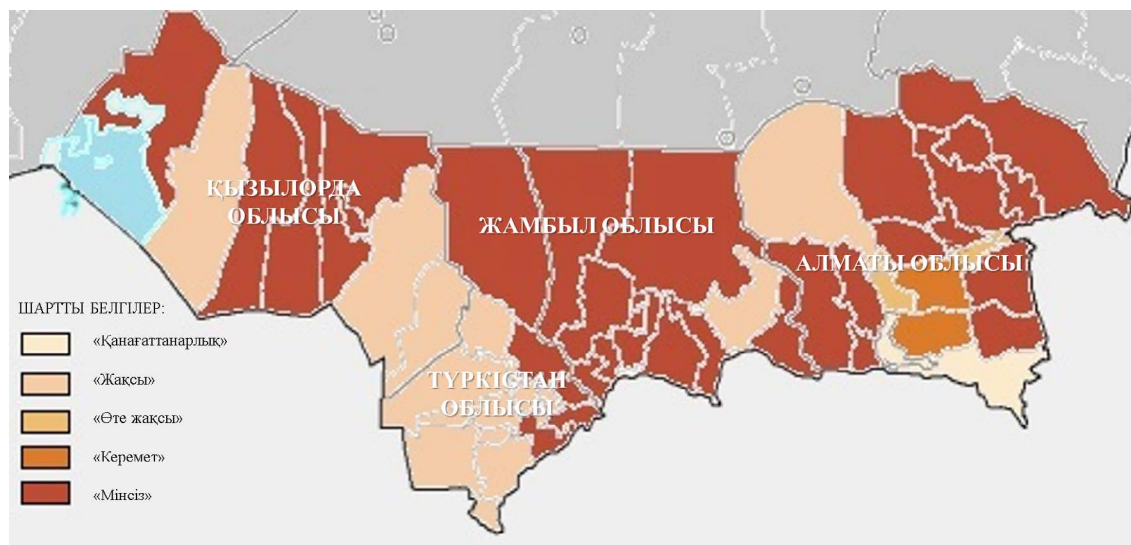 ҚЫЗЫЛОРДА
ОБЛЫСЫ
ЖАМБЫЛ ОБЛЫСЫ
АЛМАТЫ ОБЛЫСЫ
ТҮРКІСТАН
ОБЛЫСЫ
ШАРТТЫ БЕЛГІЛЕР:
«Қанағаттанарлық»
«Жақсы»
«Өте жақсы»
«Керемет»
«Мінсіз»